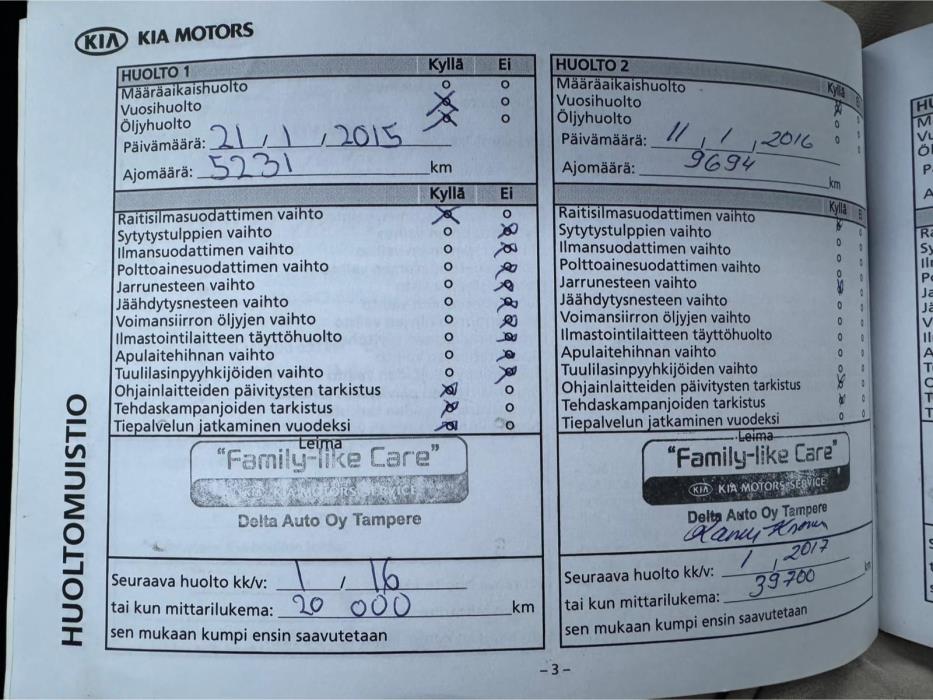 KIA KIA MOTORS
HUOLTOMUISTIO
HUOLTO 1 Kyllä Ei
Määräaikaishuolto o o
Vuosihuolto x o
Öljyhuolto x o
Päivämäärä: 21 / 1 / 2015
Ajomäärä: 5231 km
Kyllä Ei
Raitisilmasuodattimen vaihto x o
Sytytystulppien vaihto o x
Ilmansuodattimen vaihto o x
Polttoainesuodattimen vaihto o x
Jarrunesteen vaihto o x
Jäähdytysnesteen vaihto o x
Voimansiirron öljyjen vaihto o x
Ilmastointilaitteen täyttöhuolto o x
Apulaitehihnan vaihto o x
Tuulilasinpyyhkijöiden vaihto o x
Ohjainlaitteiden päivitysten tarkistus x o
Tehdaskampanjoiden tarkistus x o
Tiepalvelun jatkaminen vuodeksi x o
Leima
"Family-like Care"
KIA KIA MOTORS SERVICE
Delta Auto Oy Tampere
Seuraava huolto kk/v: 1 / 16
tai kun mittarilukema: 20 000 km
sen mukaan kumpi ensin saavutetaan
HUOLTO 2 Kyllä E
Määräaikaishuolto
Vuosihuolto
Öljyhuolto
Päivämäärä: 11 , 1 , 2016
Ajomäärä: 9694 km
Kyllä E
Raitisilmasuodattimen vaihto
Sytytystulppien vaihto
Ilmansuodattimen vaihto
Polttoainesuodattimen vaihto
Jarrunesteen vaihto
Jäähdytysnesteen vaihto
Voimansiirron öljyjen vaihto
Ilmastointilaitteen täyttöhuolto
Apulaitehihnan vaihto
Tuulilasinpyyhkijöiden vaihto
Ohjainlaitteiden päivitysten tarkistus
Tehdaskampanjoiden tarkistus
Tiepalvelun jatkaminen vuodeksi
Leima
"Family-like Care"
KIA KIA MOTORS SERVICE
Delta Auto Oy Tampere
Seuraava huolto kk/v: 1 , 2017
tai kun mittarilukema: 39700 km
sen mukaan kumpi ensin saavutetaan
-3-